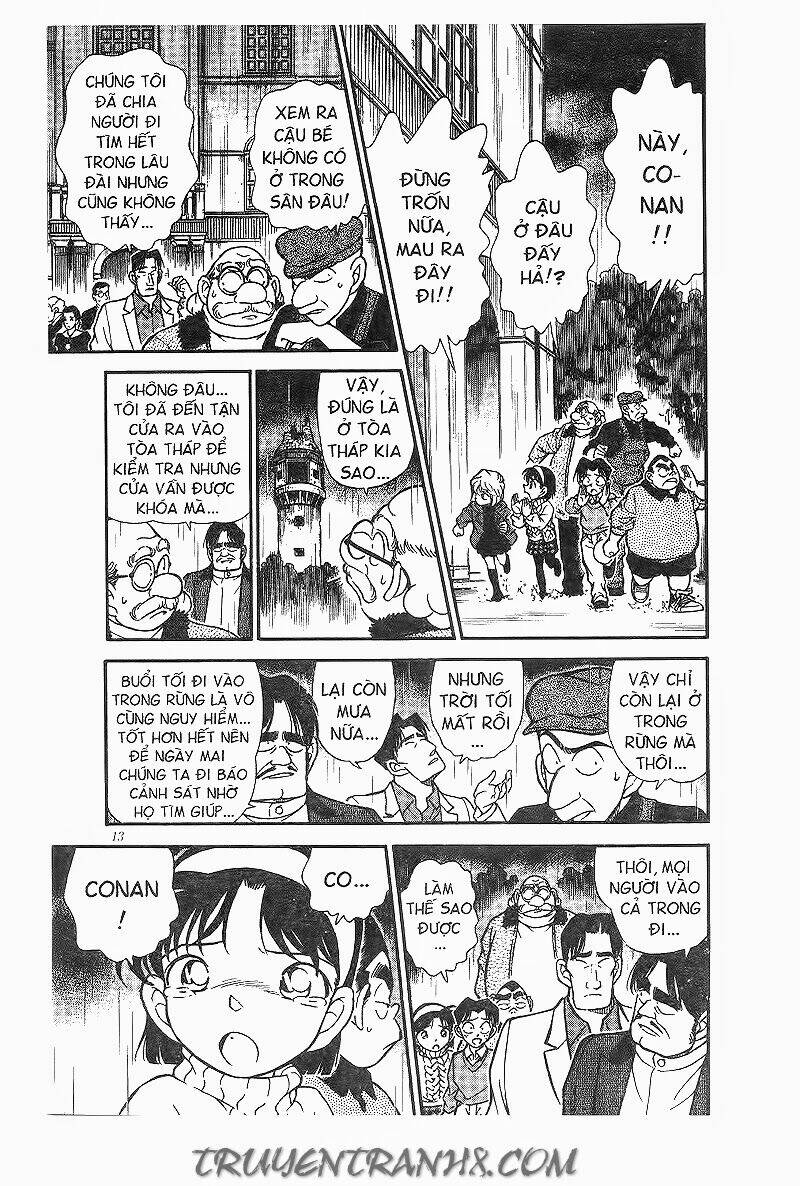 NÀY,
CO-
NAN
!!
CẬU
Ở ĐÂU
ĐẤY
HẢ!?
ĐỪNG
TRỐN
NỮA,
MAU RA
ĐÂY
ĐI!!
XEM RA
CẬU BÉ
KHÔNG CÓ
Ở TRONG
SÂN ĐÂU!
CHÚNG TÔI
ĐÃ CHIA
NGƯỜI ĐI
TÌM HẾT
TRONG LÂU
ĐÀI NHƯNG
CŨNG KHÔNG
THẤY...
VẬY,
ĐÚNG LÀ
Ở TÒA
THÁP KIA
SAO...
KHÔNG ĐÂU...
TÔI ĐÃ ĐẾN TẬN
CỬA RA VÀO
TÒA THÁP ĐỂ
KIỂM TRA NHƯNG
CỬA VẪN ĐƯỢC
KHÓA MÀ...
VẬY CHỈ
CÒN LẠI Ở
TRONG
RỪNG MÀ
THÔI...
NHƯNG
TRỜI TỐI
MẤT RỒI
...
LẠI CÒN
MƯA
NỮA...
BUỔI TỐI ĐI VÀO
TRONG RỪNG LÀ VÔ
CÙNG NGUY HIỂM...
TỐT HƠN HẾT NÊN
ĐỂ NGÀY MAI
CHÚNG TA ĐI BÁO
CẢNH SÁT NHỜ
HỌ TÌM GIÚP...
13
THÔI, MỌI
NGƯỜI VÀO
CẢ TRONG
ĐI...
LÀM
THẾ SAO
ĐƯỢC
...
CO...
CONAN
!
TRUYENTRANH8.COM